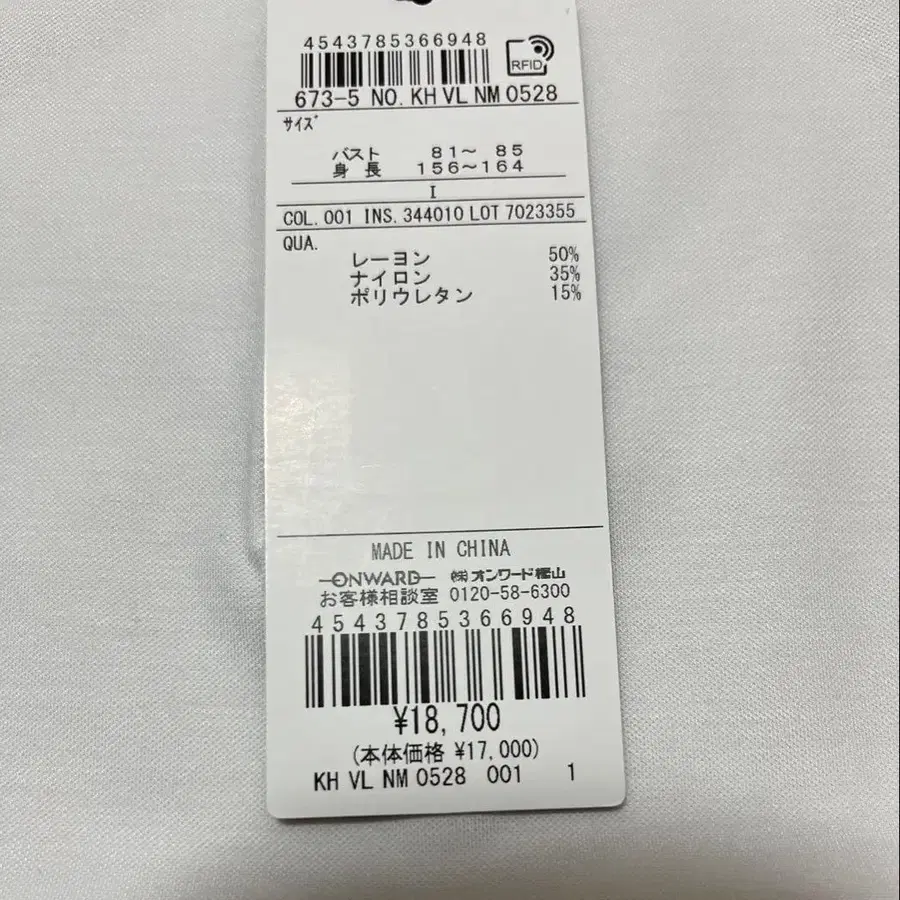 4543785366948
RFID
673-5 NO. KH VL NM 0528
ｻｲｽﾞ
バスト 81～ 85
身 長 156～164
I
COL. 001 INS. 344010 LOT 7023355
QUA.
レーヨン 50%
ナイロン 35%
ポリウレタン 15%
MADE IN CHINA
ONWARD ㈱オンワード樫山
お客様相談室 0120-58-6300
4543785366948
¥18,700
(本体価格 ¥17,000)
KH VL NM 0528 001 1